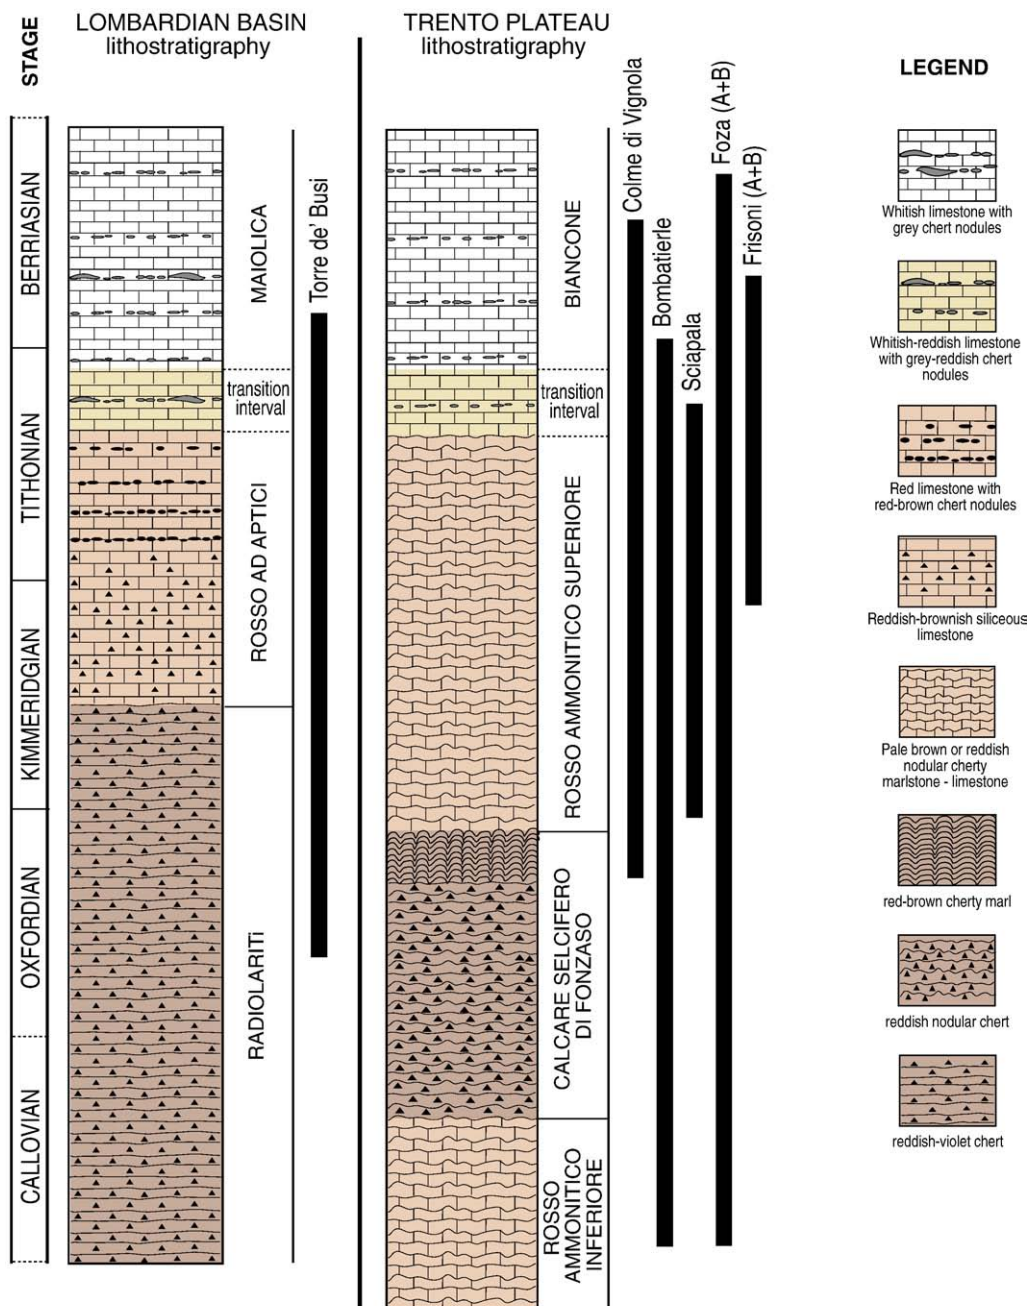 STAGE
LOMBARDIAN BASIN
lithostratigraphy
TRENTO PLATEAU
lithostratigraphy
BERRIASIAN
TITHONIAN
KIMMERIDGIAN
OXFORDIAN
CALLOVIAN
MAIOLICA
transition
interval
ROSSO AD APTICI
RADIOLARITi
Torre de' Busi
BIANCONE
transition
interval
ROSSO AMMONITICO SUPERIORE
CALCARE SELCIFERO
DI FONZASO
ROSSO
AMMONITICO
INFERIORE
Colme di Vignola
Bombatierle
Sciapala
Foza (A+B)
Frisoni (A+B)
LEGEND
Whitish limestone with
grey chert nodules
Whitish-reddish limestone
with grey-reddish chert
nodules
Red limestone with
red-brown chert nodules
Reddish-brownish siliceous
limestone
Pale brown or reddish
nodular cherty
marlstone - limestone
red-brown cherty marl
reddish nodular chert
reddish-violet chert